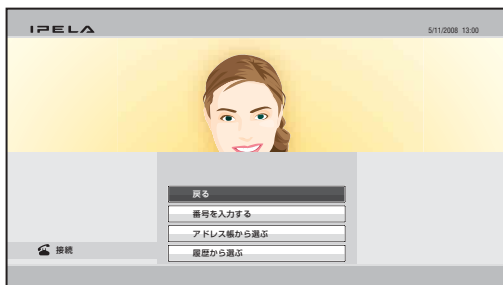 IPELA
5/11/2008 13:00
戻る
番号を入力する
アドレス帳から選ぶ
履歴から選ぶ
接続